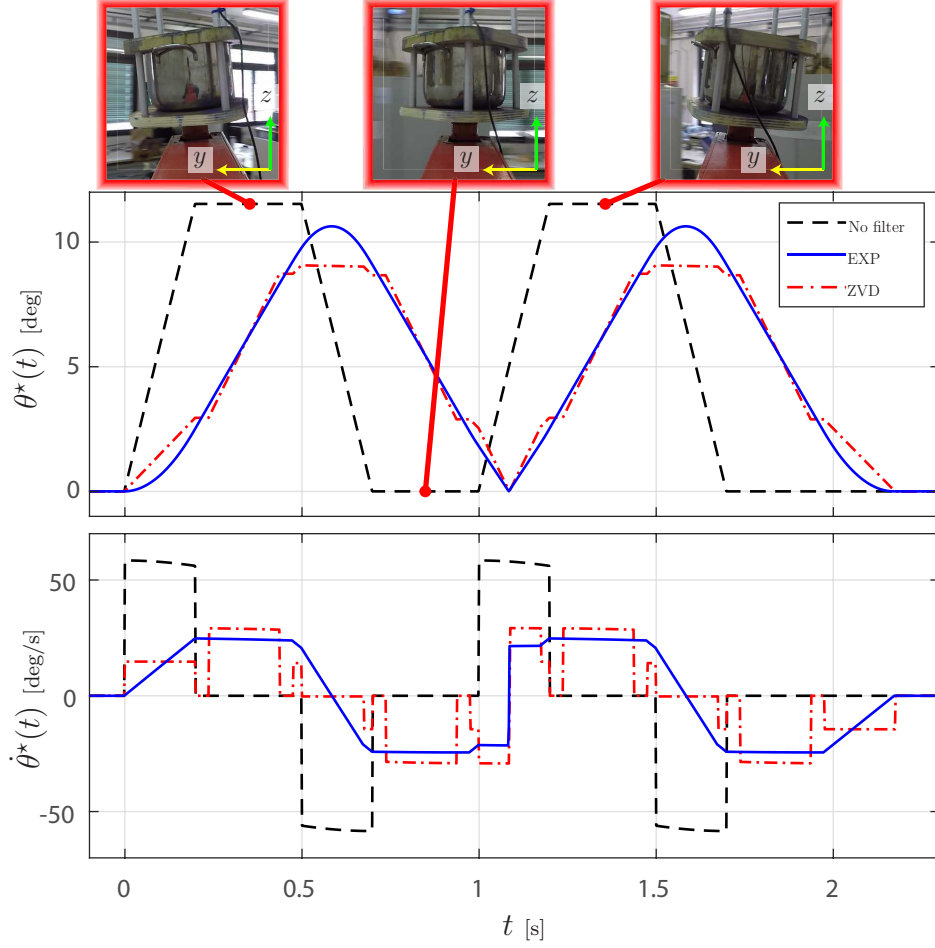 z
y
z
y
z
y
10
5
0
θ⋆(t) [deg]
No filter
EXP
ZVD
50
0
-50
θ̇⋆(t) [deg/s]
0
0.5
1
1.5
2
t [s]